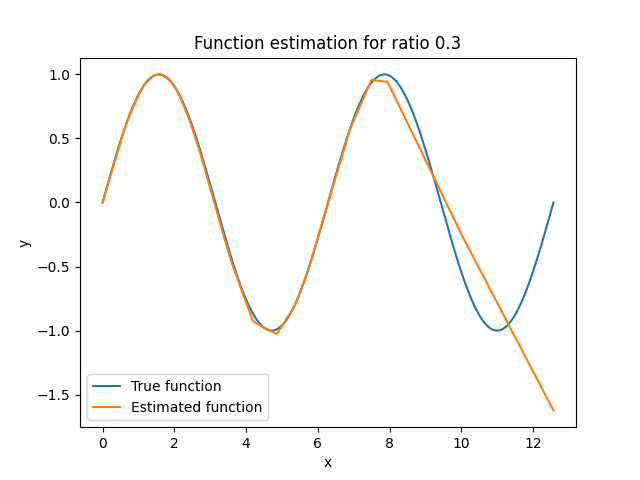 Function estimation for ratio 0.3
1.0
0.5
0.0
−0.5
−1.0
−1.5
y
True function
Estimated function
0 2 4 6 8 10 12
x